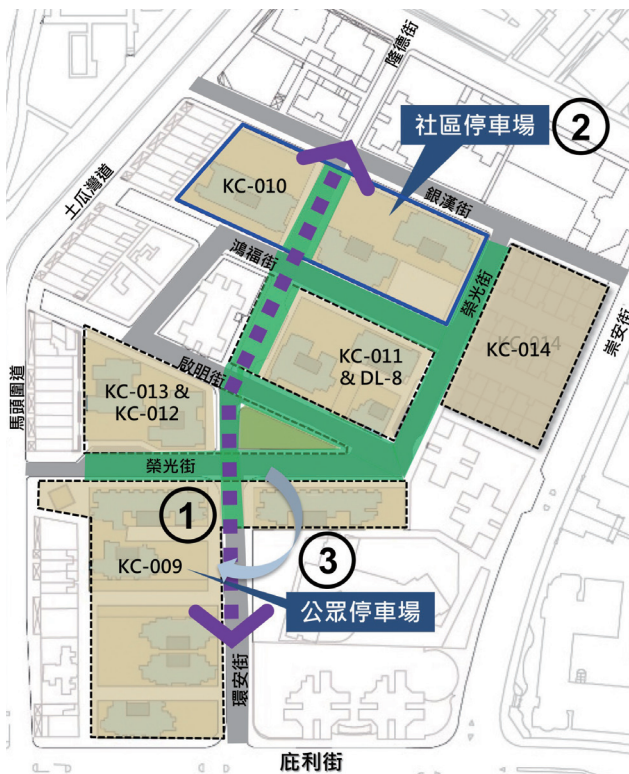 隆德街
社區停車場
②
土瓜灣道
KC-010
銀漢街
鴻福街
榮光街
崇安街
KC-014
KC-011
& DL-8
啟明街
馬頭圍道
KC-013 &
KC-012
榮光街
①
③
KC-009
公眾停車場
環安街
庇利街